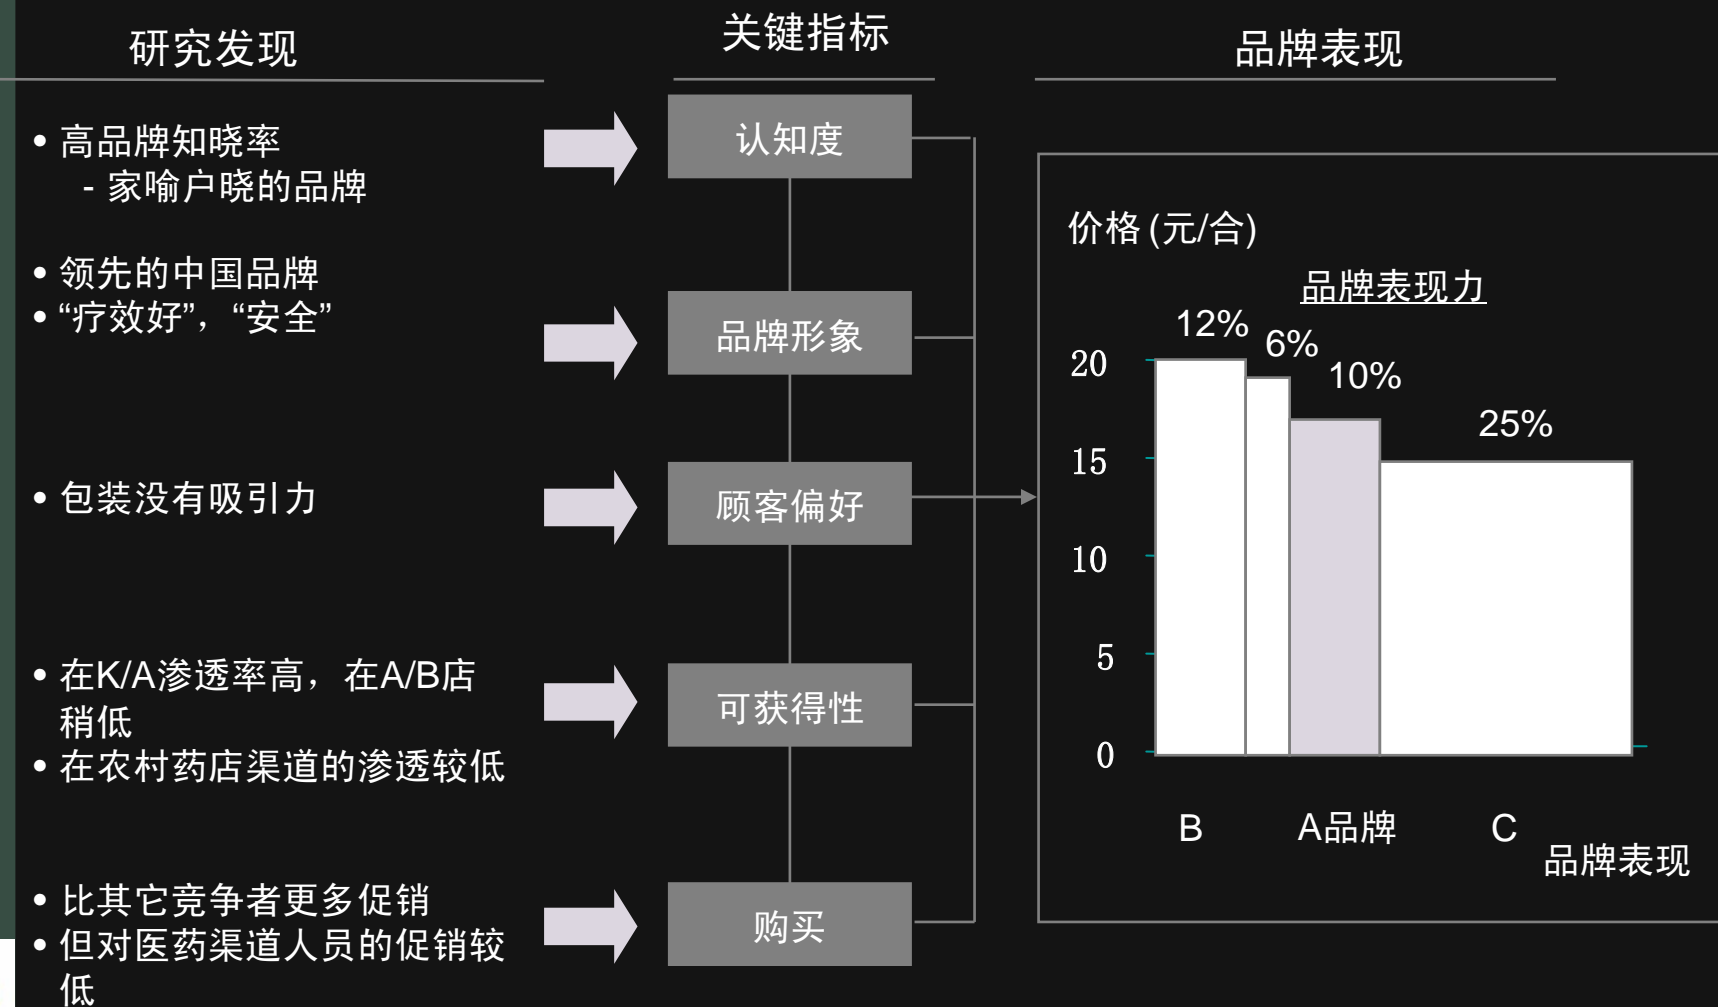 研究发现
关键指标
品牌表现
• 高品牌知晓率
- 家喻户晓的品牌
• 领先的中国品牌
• “疗效好”，“安全”
• 包装没有吸引力
• 在K/A渗透率高，在A/B店
稍低
• 在农村药店渠道的渗透较低
• 比其它竞争者更多促销
• 但对医药渠道人员的促销较
低
认知度
品牌形象
顾客偏好
可获得性
购买
价格 (元/合)
品牌表现力
12%
6%
10%
25%
20
15
10
5
0
B
A品牌
C
品牌表现